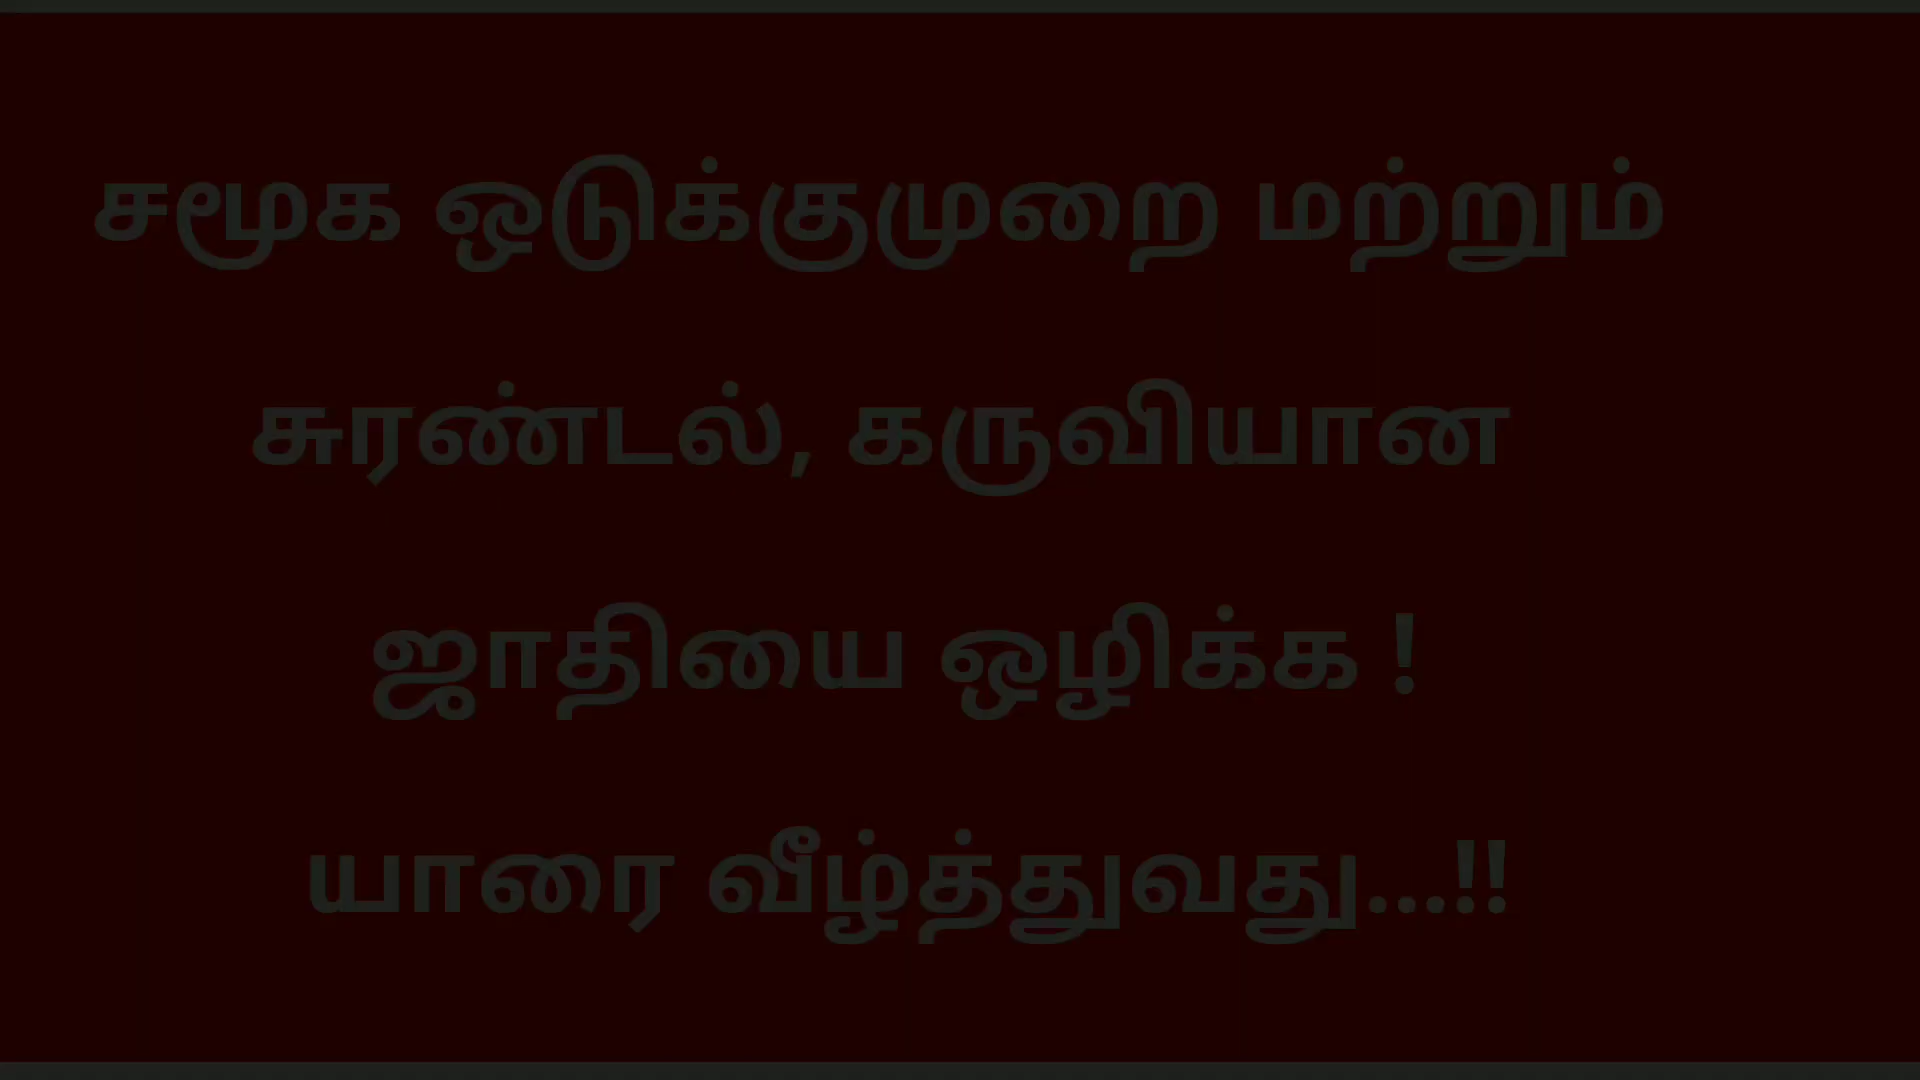 சமூக ஒடுக்குமுறை மற்றும்
சுரண்டல், கருவியான
ஜாதியை ஒழிக்க !
யாரை வீழ்த்துவது...!!